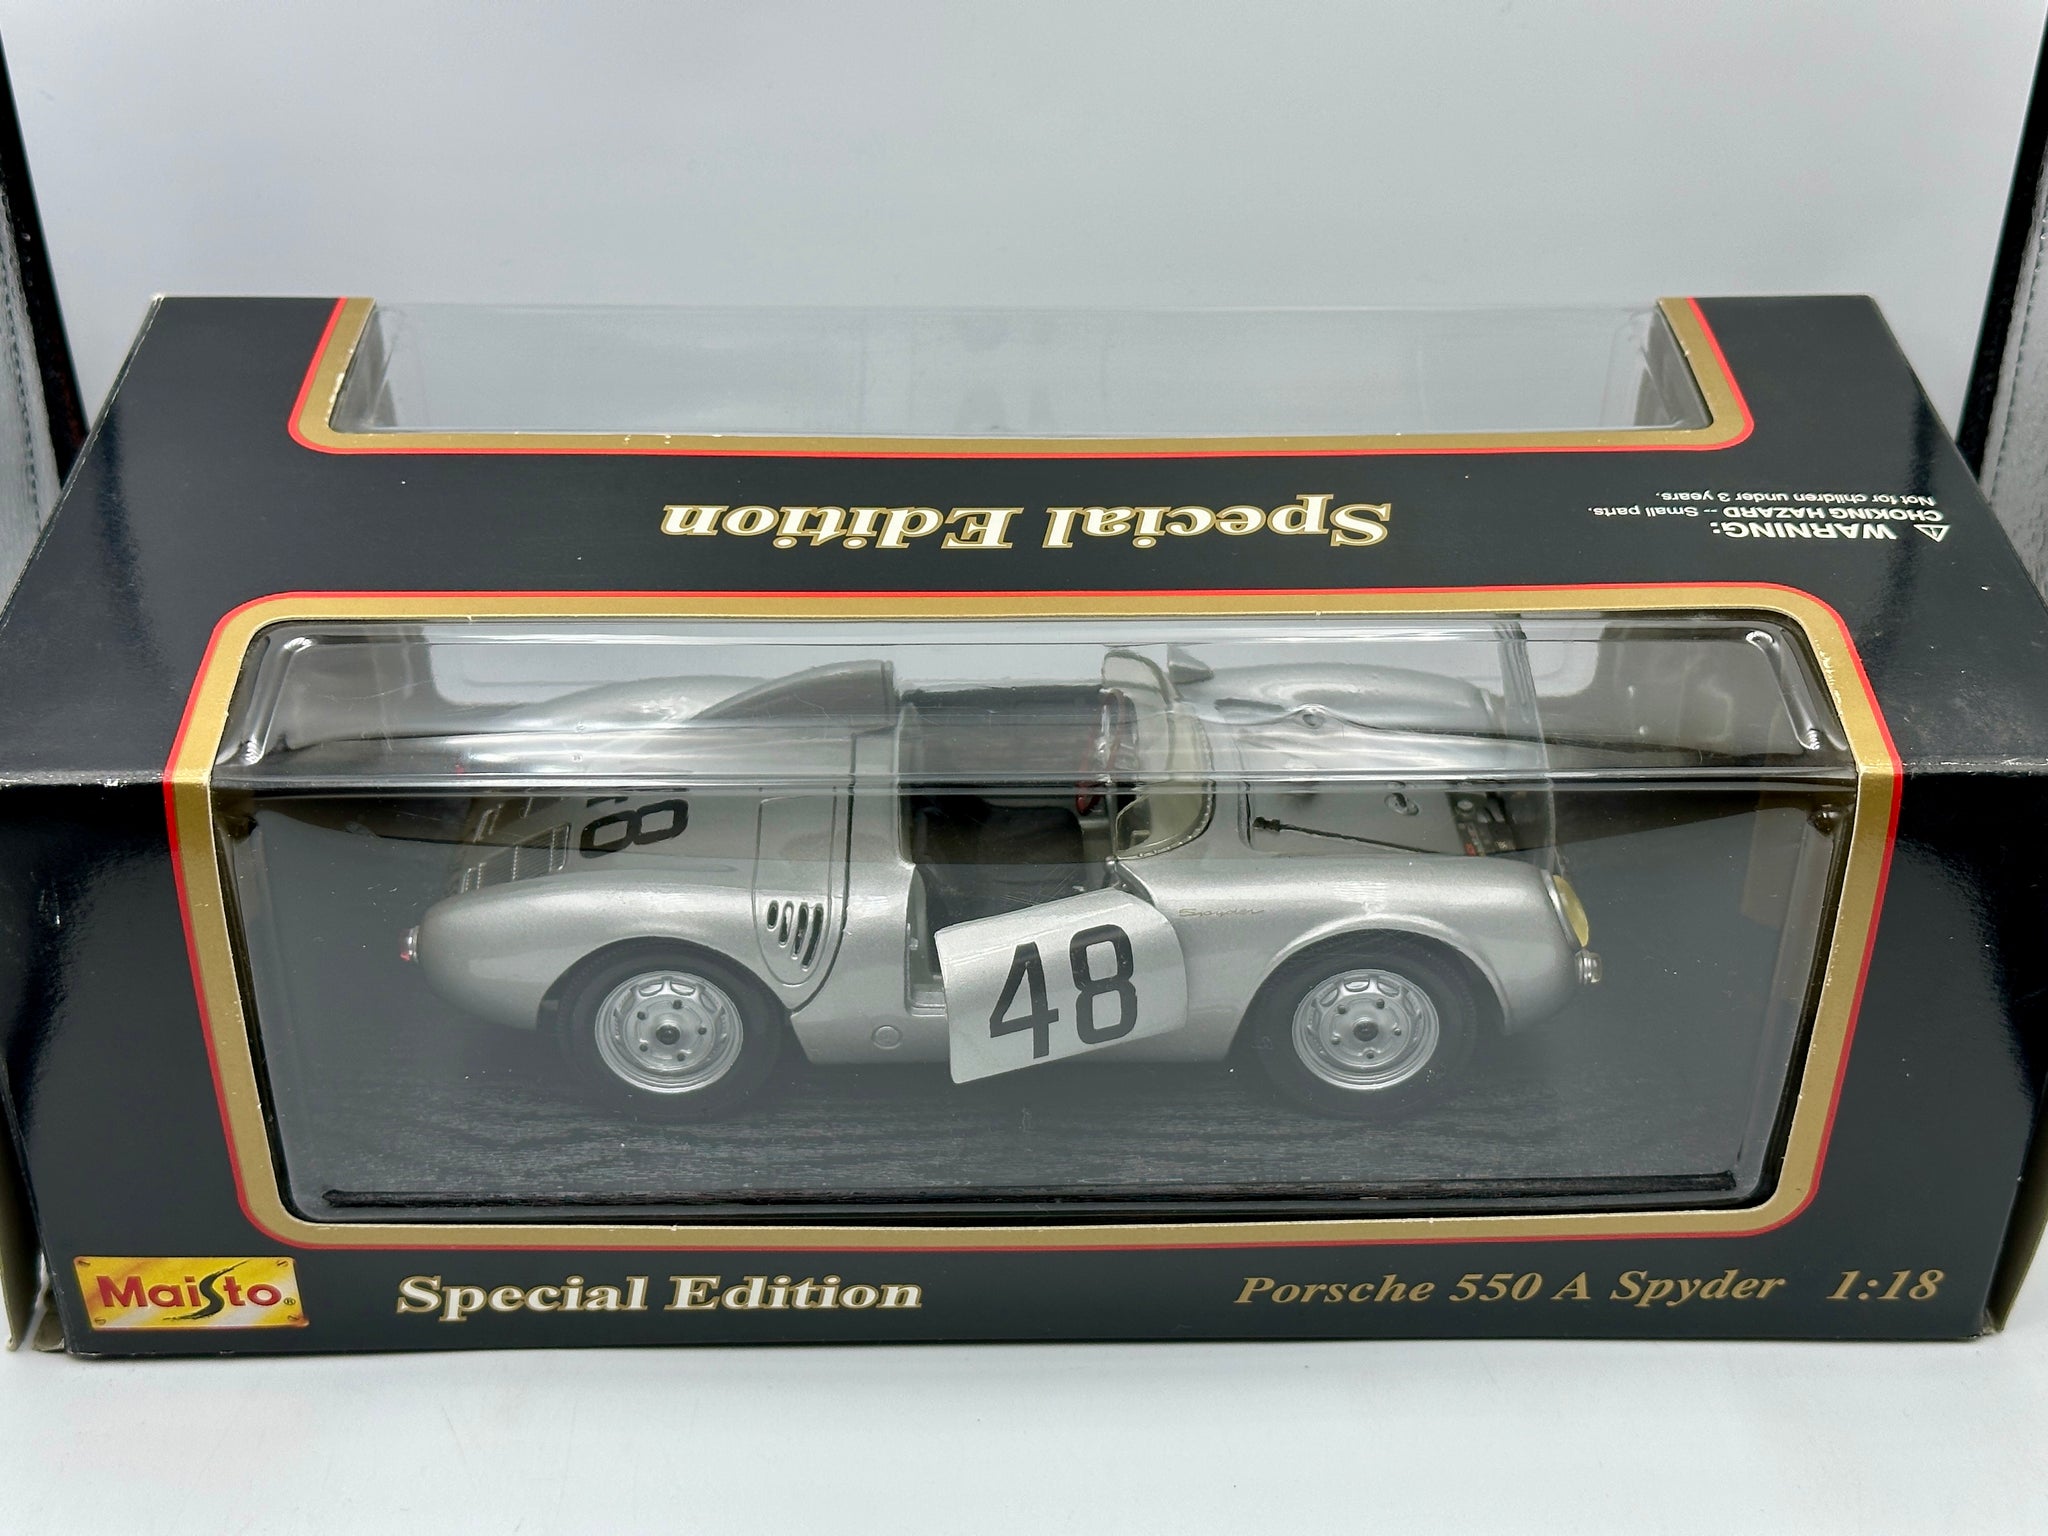 Special Edition
WARNING:
CHOKING HAZARD -- Small parts.
Not for children under 3 years.
8
Spyder
48
MaiSto®
Special Edition
Porsche 550 A Spyder 1:18